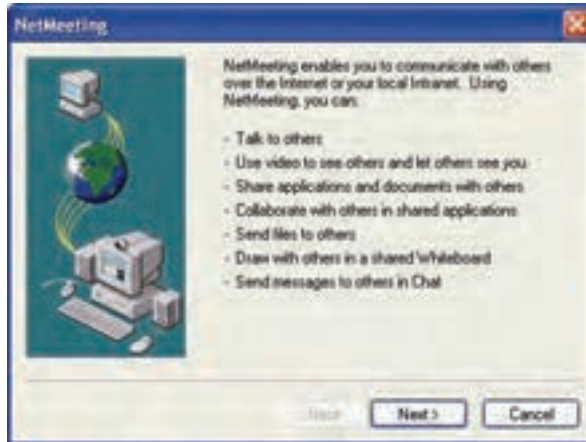 NetMeeting
NetMeeting enables you to communicate with others
over the Internet or your local Intranet. Using
NetMeeting, you can:
- Talk to others
- Use video to see others and let others see you
- Share applications and documents with others
- Collaborate with others in shared applications
- Send files to others
- Draw with others in a shared Whiteboard
- Send messages to others in Chat
Next > Cancel